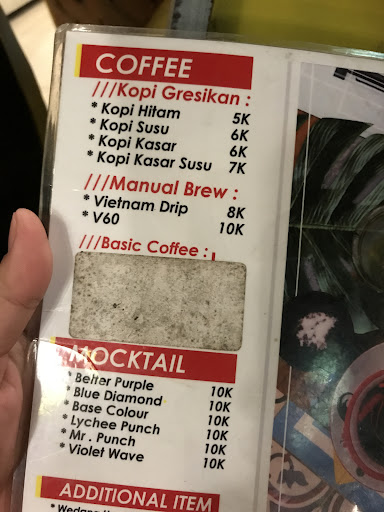 COFFEE
///Kopi Gresikan :
* Kopi Hitam 5K
* Kopi Susu 6K
* Kopi Kasar 6K
* Kopi Kasar Susu 7K
///Manual Brew :
* Vietnam Drip 8K
* V60 10K
///Basic Coffee :
MOCKTAIL
* Better Purple 10K
* Blue Diamond 10K
* Base Colour 10K
* Lychee Punch 10K
* Mr. Punch 10K
* Violet Wave 10K
ADDITIONAL ITEM
* Wedang